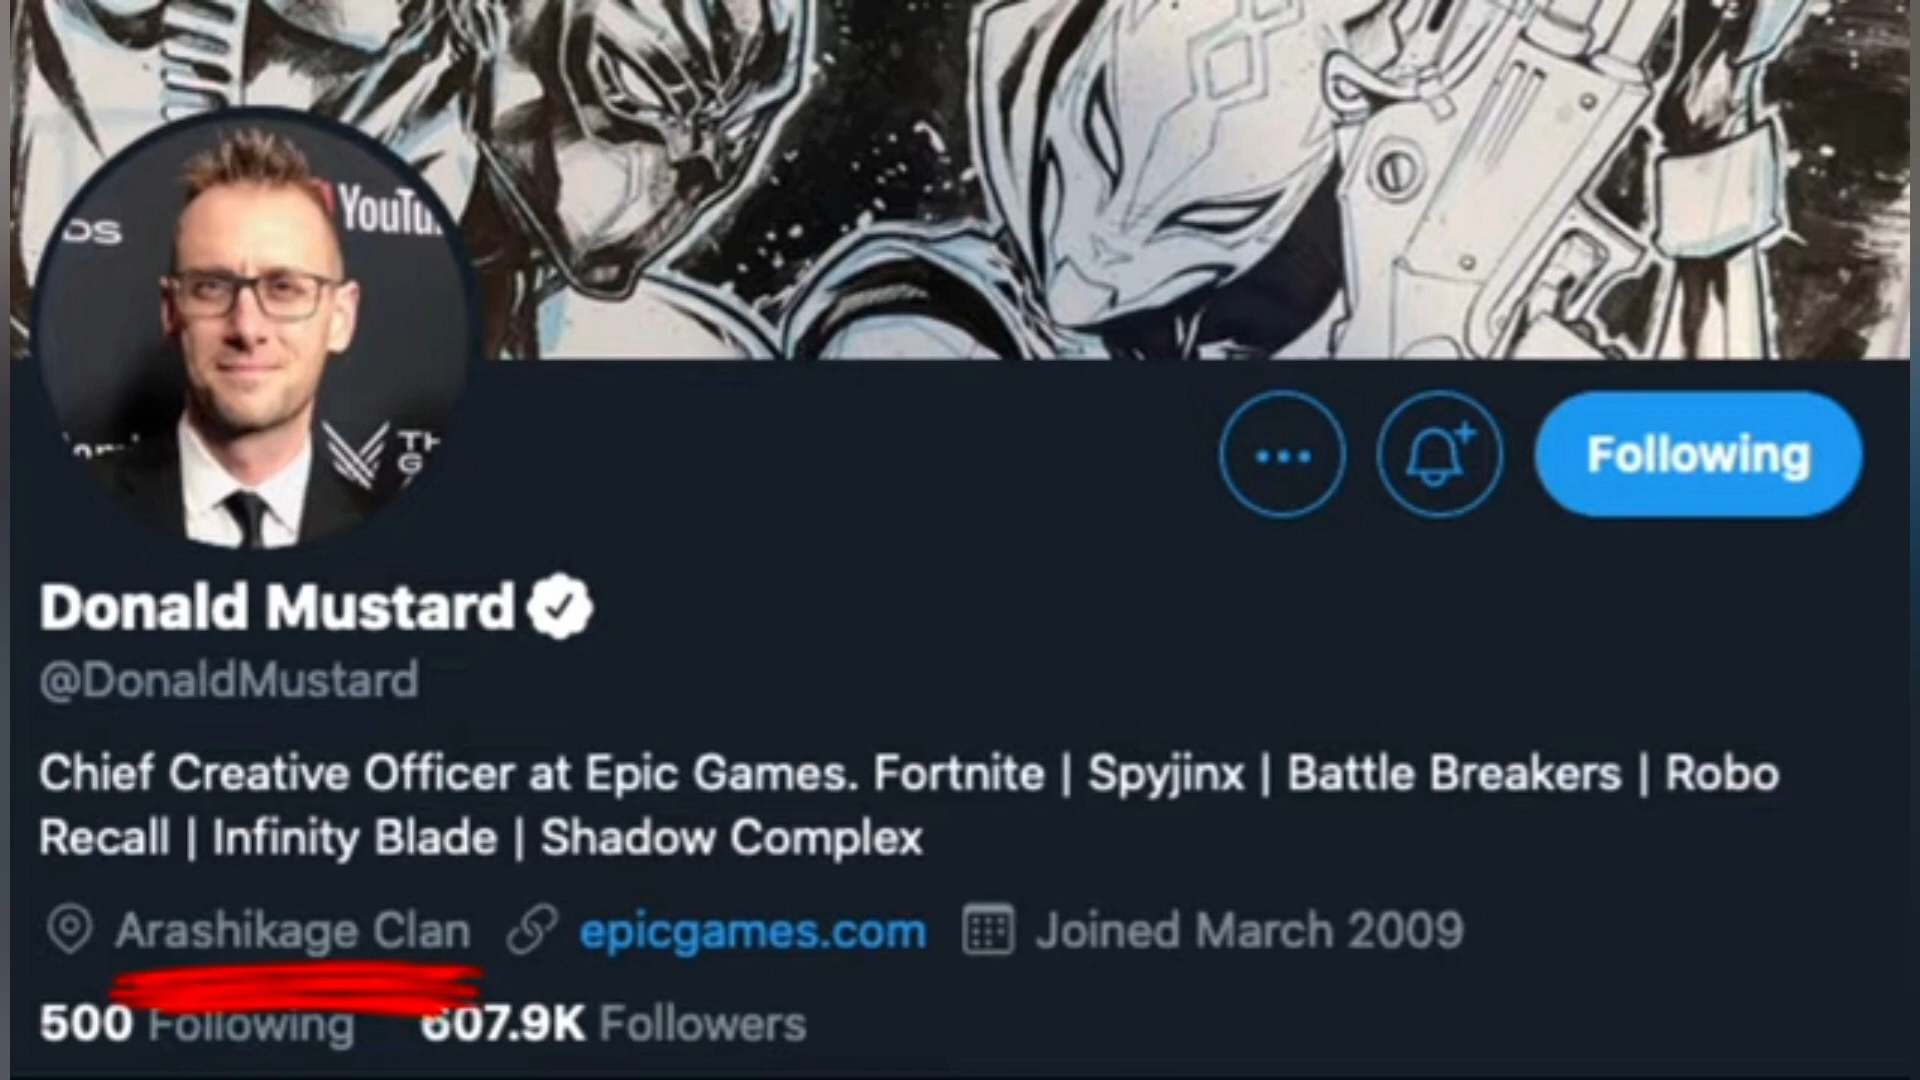 DS
YouTu
TH
G
Following
Donald Mustard
@DonaldMustard
Chief Creative Officer at Epic Games. Fortnite | Spyjinx | Battle Breakers | Robo
Recall | Infinity Blade | Shadow Complex
Arashikage Clan epicgames.com Joined March 2009
500 Following 607.9K Followers